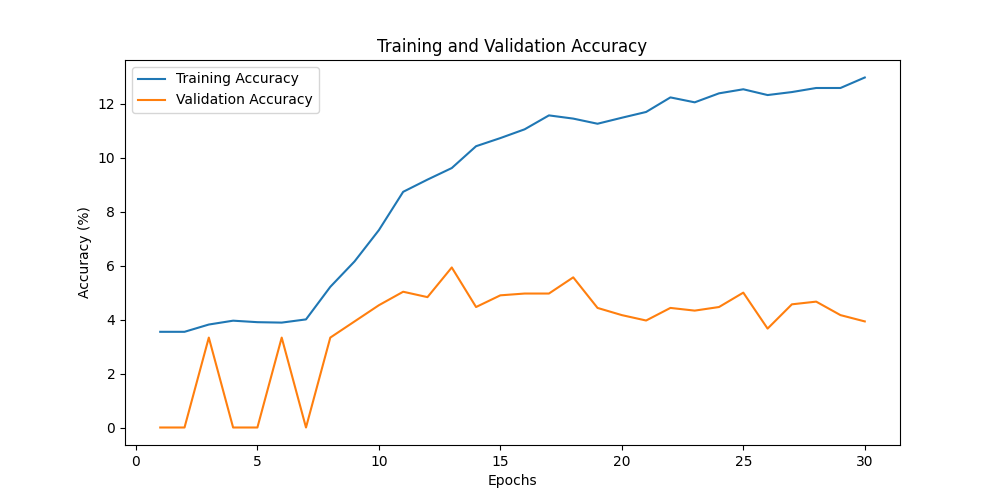 Training and Validation Accuracy
Training Accuracy
Validation Accuracy
12
10
8
6
4
2
0
Accuracy (%)
0 5 10 15 20 25 30
Epochs